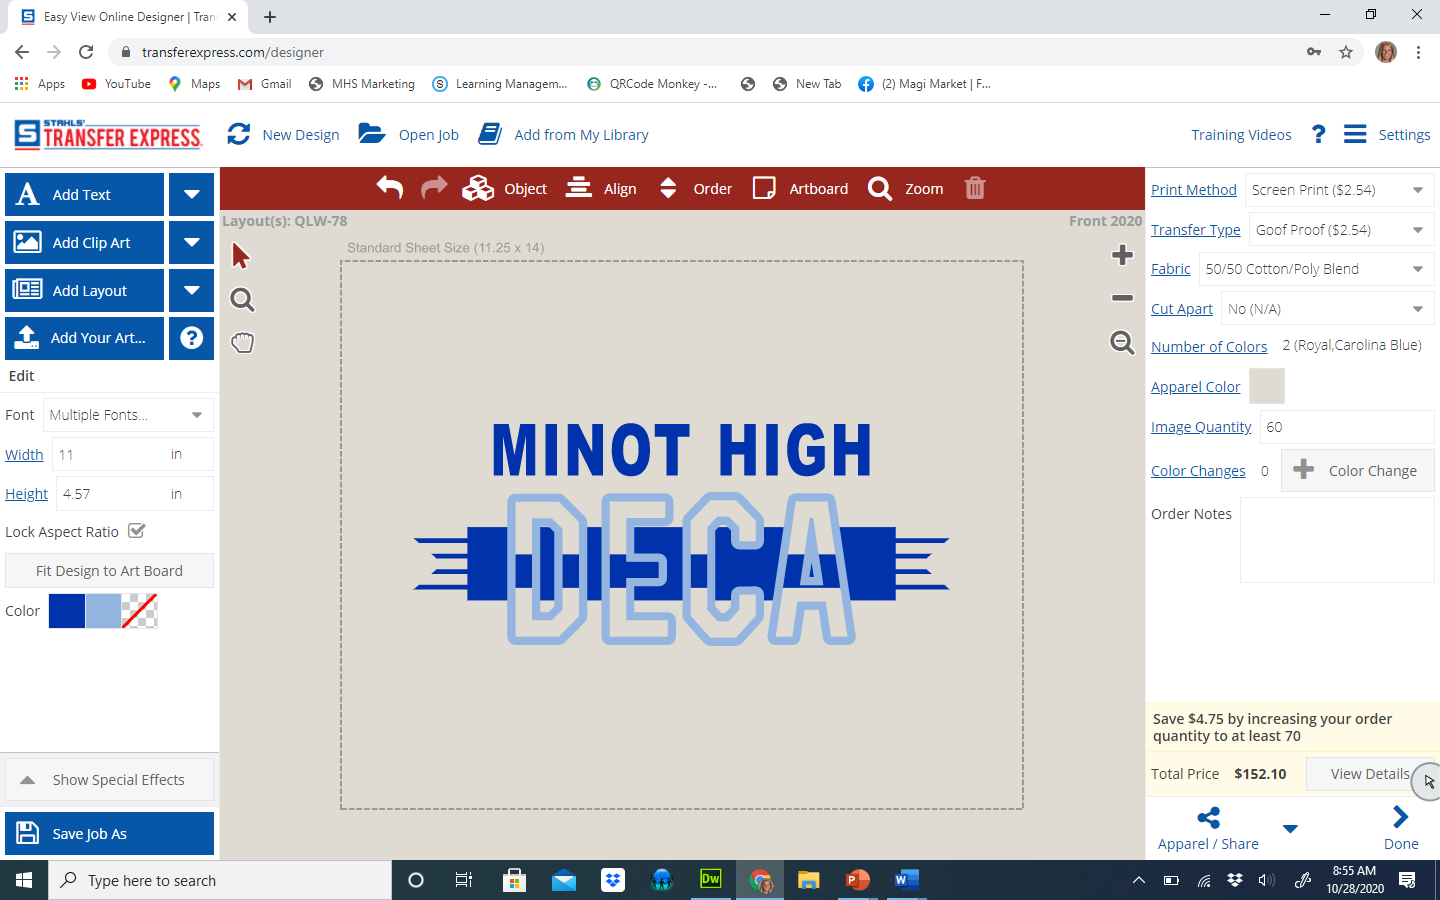 Easy View Online Designer | Tran
transferexpress.com/designer
Apps YouTube Maps Gmail MHS Marketing Learning Managem... QRCode Monkey -... New Tab (2) Magi Market | F...
STAHLS'
TRANSFER EXPRESS
New Design Open Job Add from My Library Training Videos ? Settings
Add Text
Add Clip Art
Add Layout
Add Your Art...
Edit
Font Multiple Fonts...
Width 11 in
Height 4.57 in
Lock Aspect Ratio
Fit Design to Art Board
Color
Show Special Effects
Save Job As
Object Align Order Artboard Zoom
Layout(s): QLW-78 Front 2020
Standard Sheet Size (11.25 x 14)
MINOT HIGH
DECA
Print Method Screen Print ($2.54)
Transfer Type Goof Proof ($2.54)
Fabric 50/50 Cotton/Poly Blend
Cut Apart No (N/A)
Number of Colors 2 (Royal,Carolina Blue)
Apparel Color
Image Quantity 60
Color Changes 0 Color Change
Order Notes
Save $4.75 by increasing your order
quantity to at least 70
Total Price $152.10 View Details
Apparel / Share Done
Type here to search
Dw
8:55 AM
10/28/2020